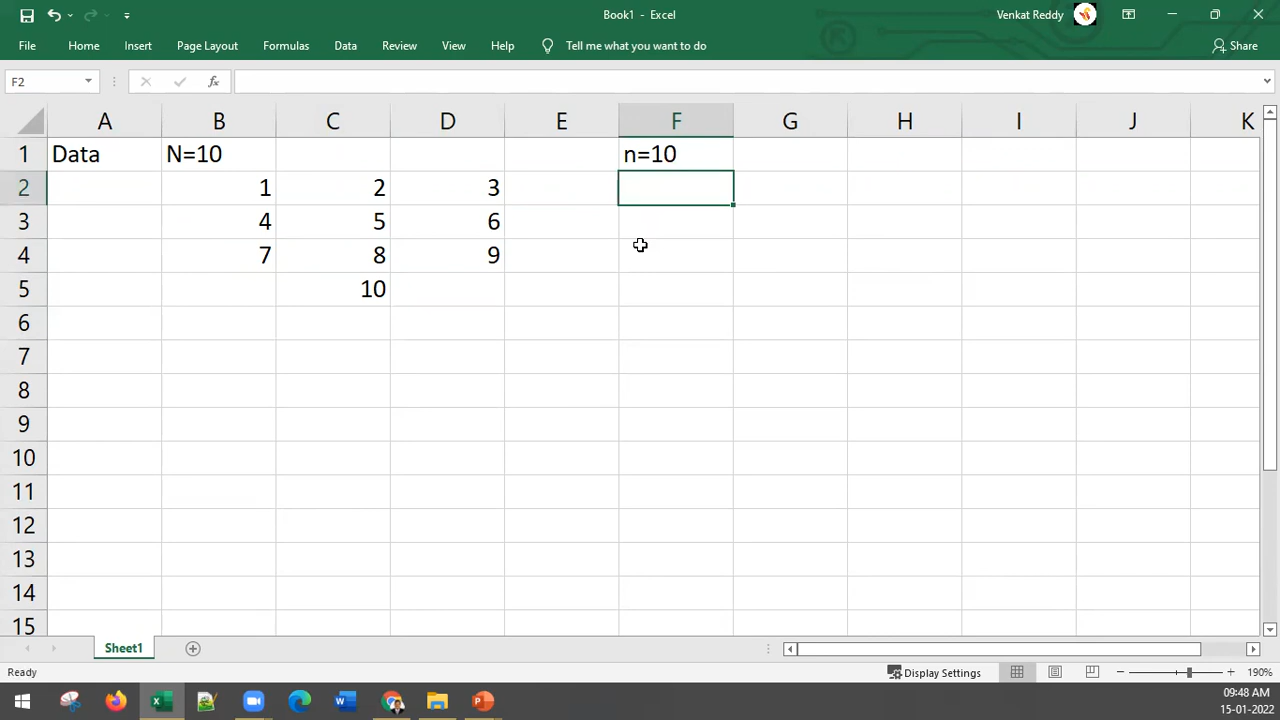 Book1 - Excel
Venkat Reddy
File Home Insert Page Layout Formulas Data Review View Help Tell me what you want to do Share
F2 fx
A B C D E F G H I J K
1 Data N=10 n=10
2 1 2 3
3 4 5 6
4 7 8 9
5 10
6
7
8
9
10
11
12
13
14
15
Sheet1
Ready Display Settings 190%
09:48 AM
15-01-2022